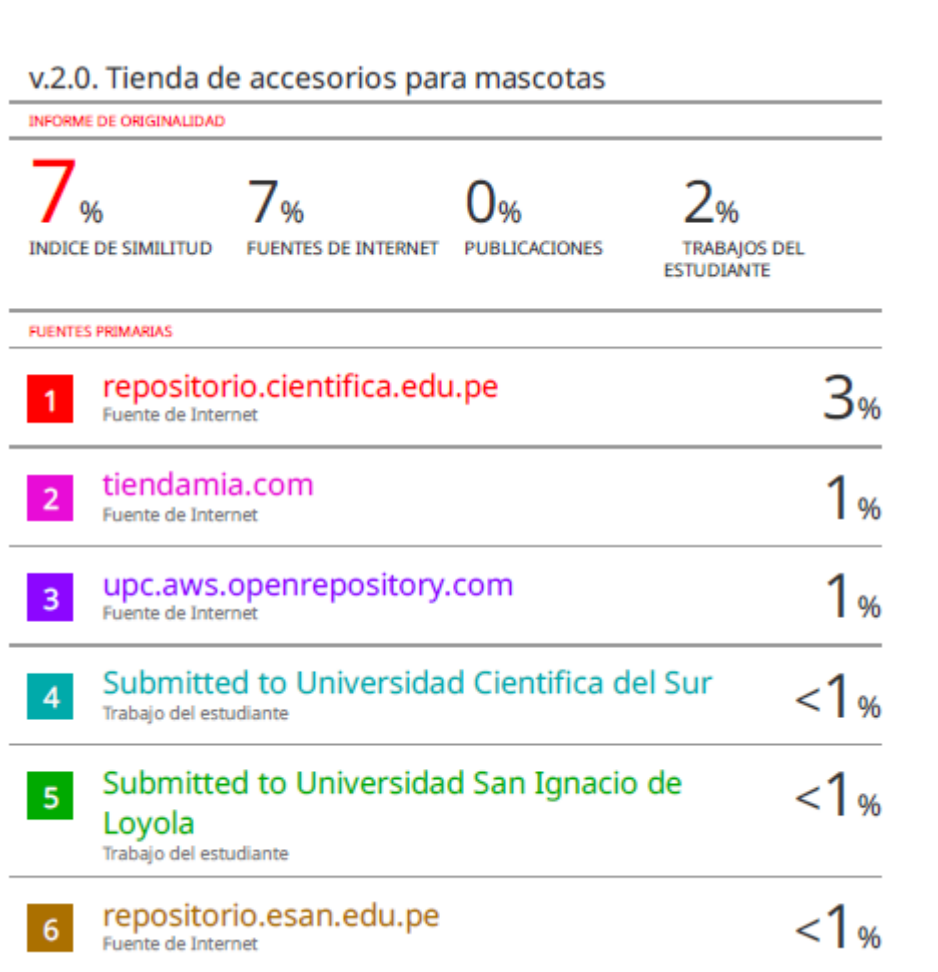 v.2.0. Tienda de accesorios para mascotas
INFORME DE ORIGINALIDAD
7% 7% 0% 2%
INDICE DE SIMILITUD FUENTES DE INTERNET PUBLICACIONES TRABAJOS DEL
ESTUDIANTE
FUENTES PRIMARIAS
1 repositorio.cientifica.edu.pe 3%
Fuente de Internet
2 tiendamia.com 1%
Fuente de Internet
3 upc.aws.openrepository.com 1%
Fuente de Internet
4 Submitted to Universidad Cientifica del Sur <1%
Trabajo del estudiante
5 Submitted to Universidad San Ignacio de <1%
Loyola
Trabajo del estudiante
6 repositorio.esan.edu.pe <1%
Fuente de Internet